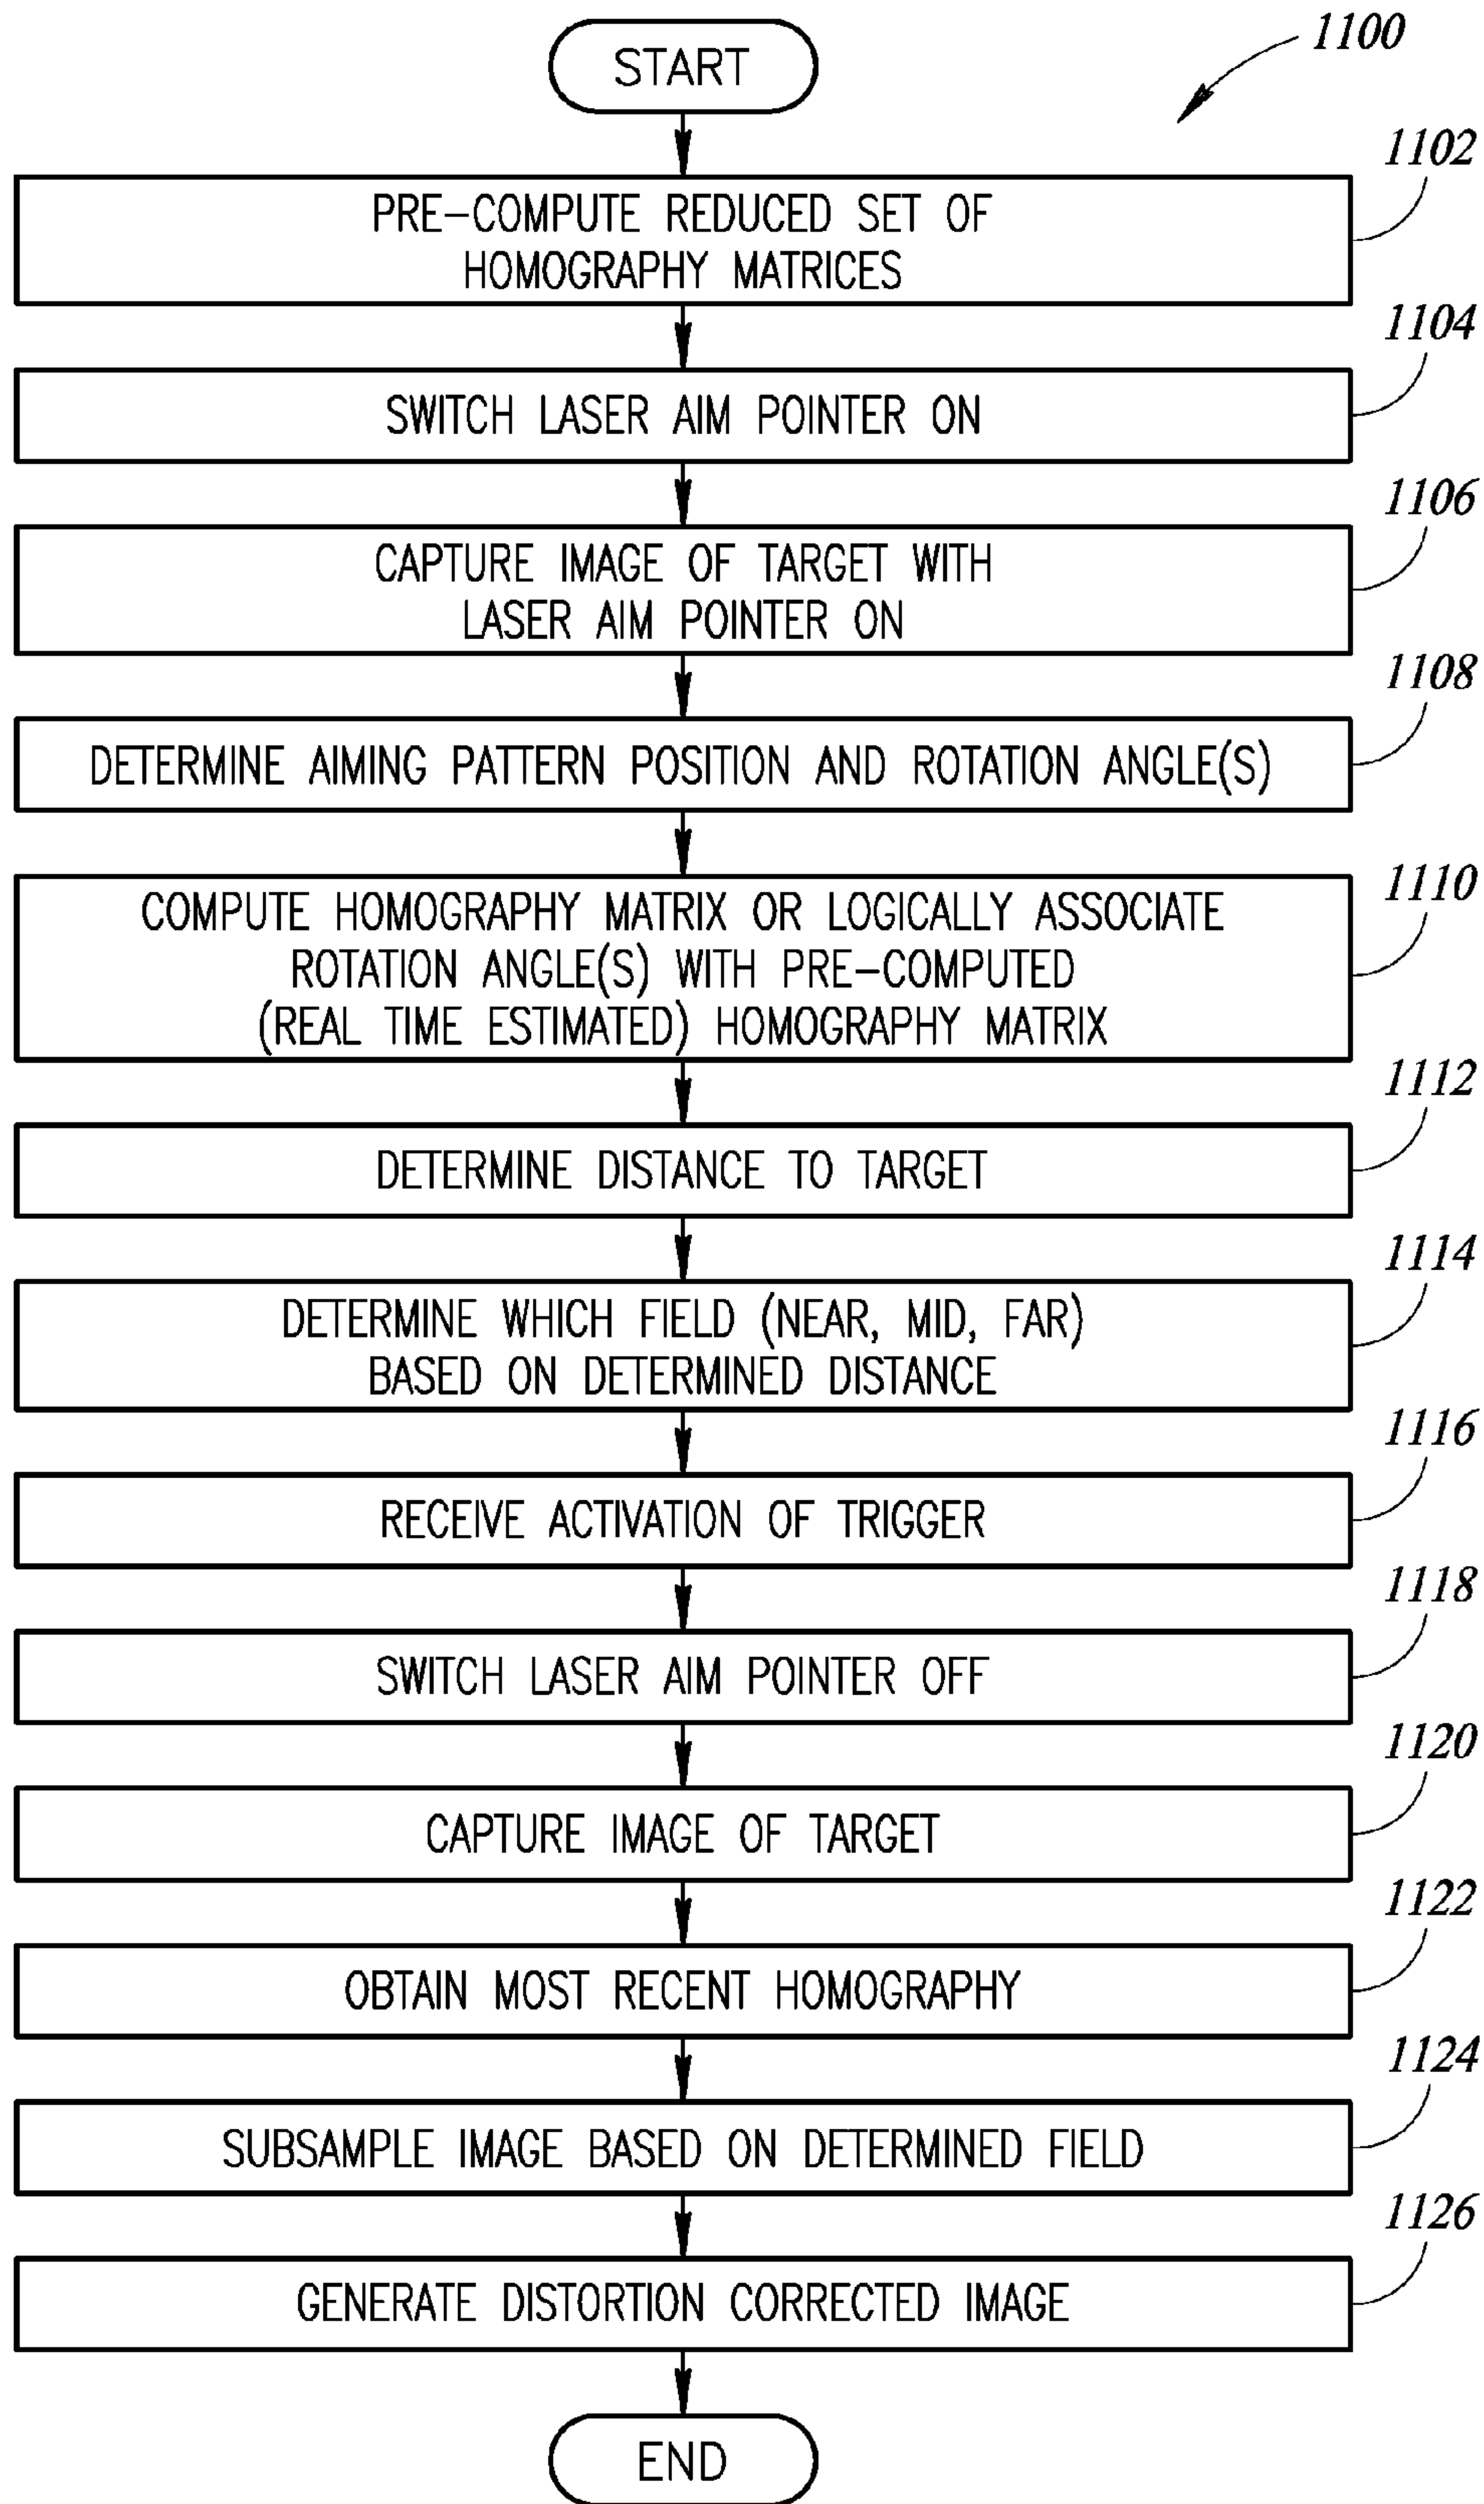 START
1100
1102
PRE-COMPUTE REDUCED SET OF
HOMOGRAPHY MATRICES
1104
SWITCH LASER AIM POINTER ON
1106
CAPTURE IMAGE OF TARGET WITH
LASER AIM POINTER ON
1108
DETERMINE AIMING PATTERN POSITION AND ROTATION ANGLE(S)
1110
COMPUTE HOMOGRAPHY MATRIX OR LOGICALLY ASSOCIATE
ROTATION ANGLE(S) WITH PRE-COMPUTED
(REAL TIME ESTIMATED) HOMOGRAPHY MATRIX
1112
DETERMINE DISTANCE TO TARGET
1114
DETERMINE WHICH FIELD (NEAR, MID, FAR)
BASED ON DETERMINED DISTANCE
1116
RECEIVE ACTIVATION OF TRIGGER
1118
SWITCH LASER AIM POINTER OFF
1120
CAPTURE IMAGE OF TARGET
1122
OBTAIN MOST RECENT HOMOGRAPHY
1124
SUBSAMPLE IMAGE BASED ON DETERMINED FIELD
1126
GENERATE DISTORTION CORRECTED IMAGE
END